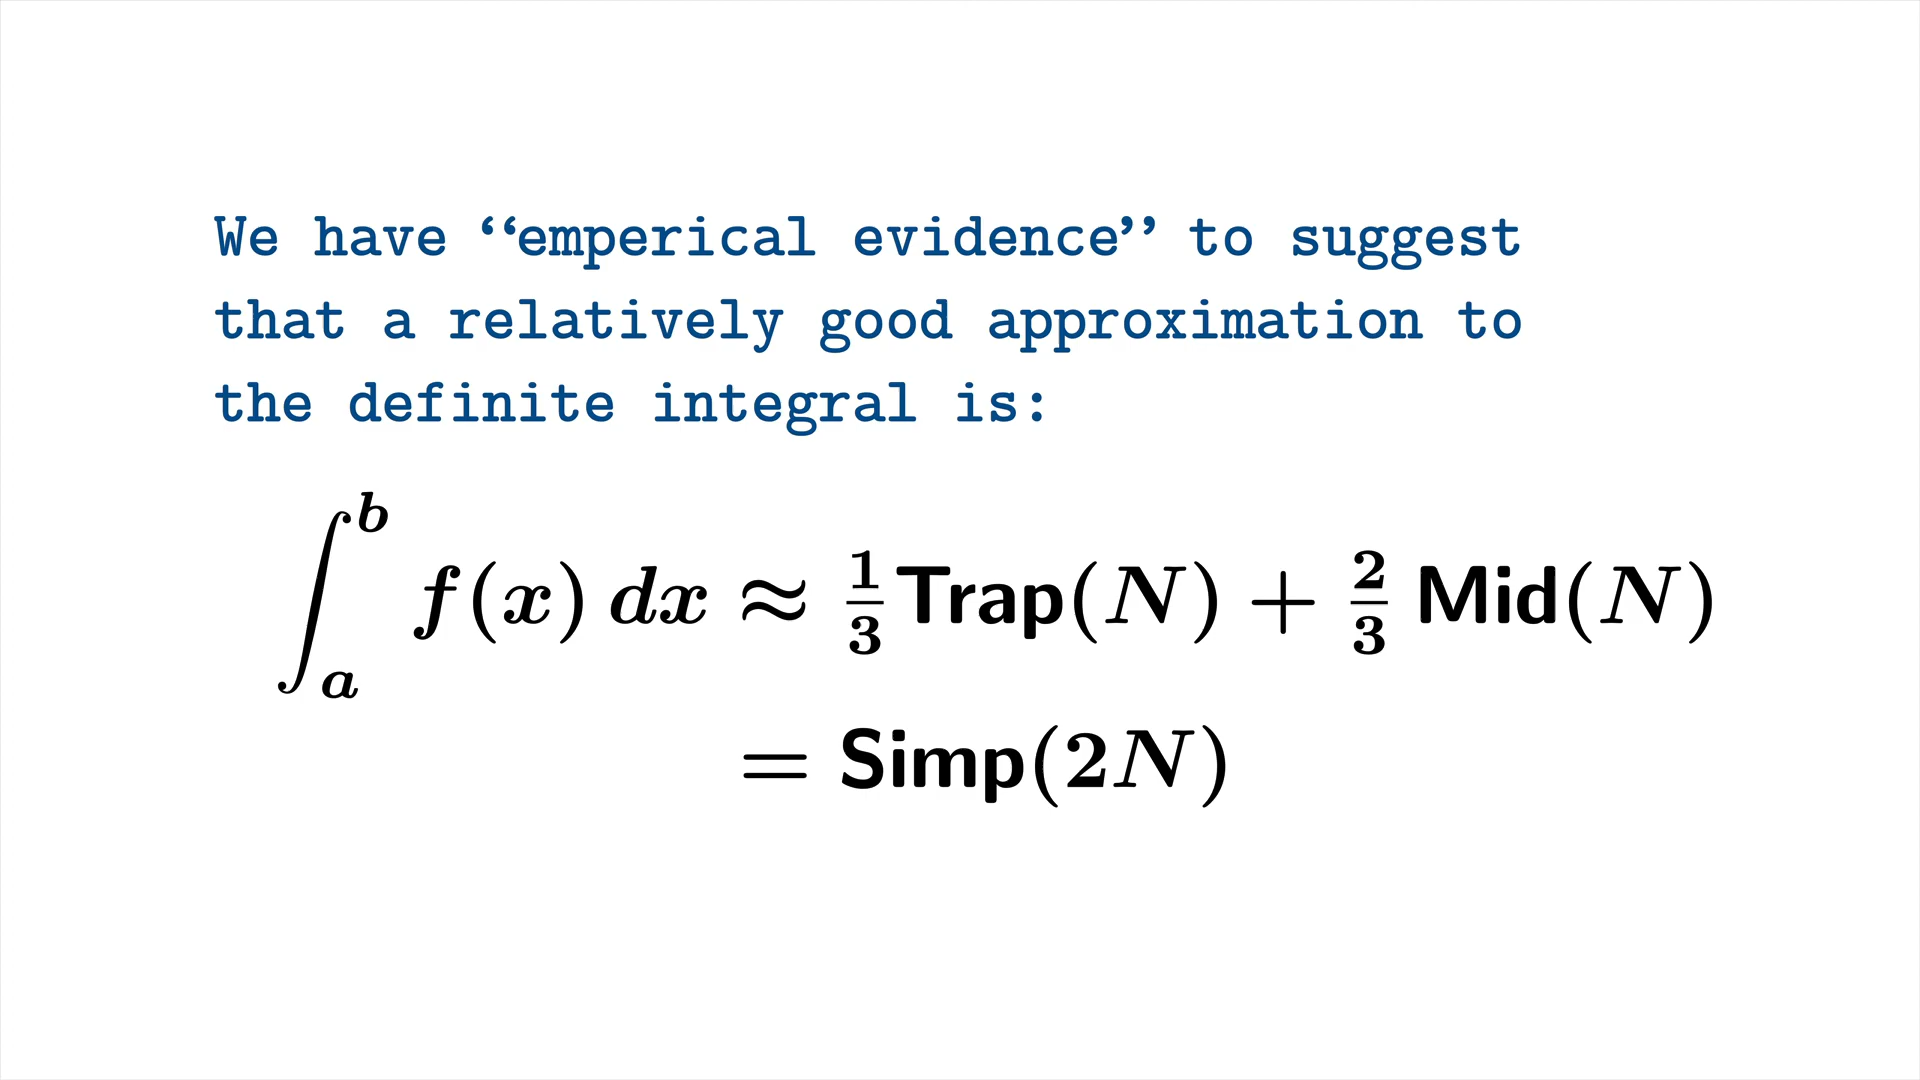 We have ‘‘emperical evidence’’ to suggest
that a relatively good approximation to
the definite integral is:
∫_a^b f(x) dx ≈ 1/3 Trap(N) + 2/3 Mid(N)
= Simp(2N)